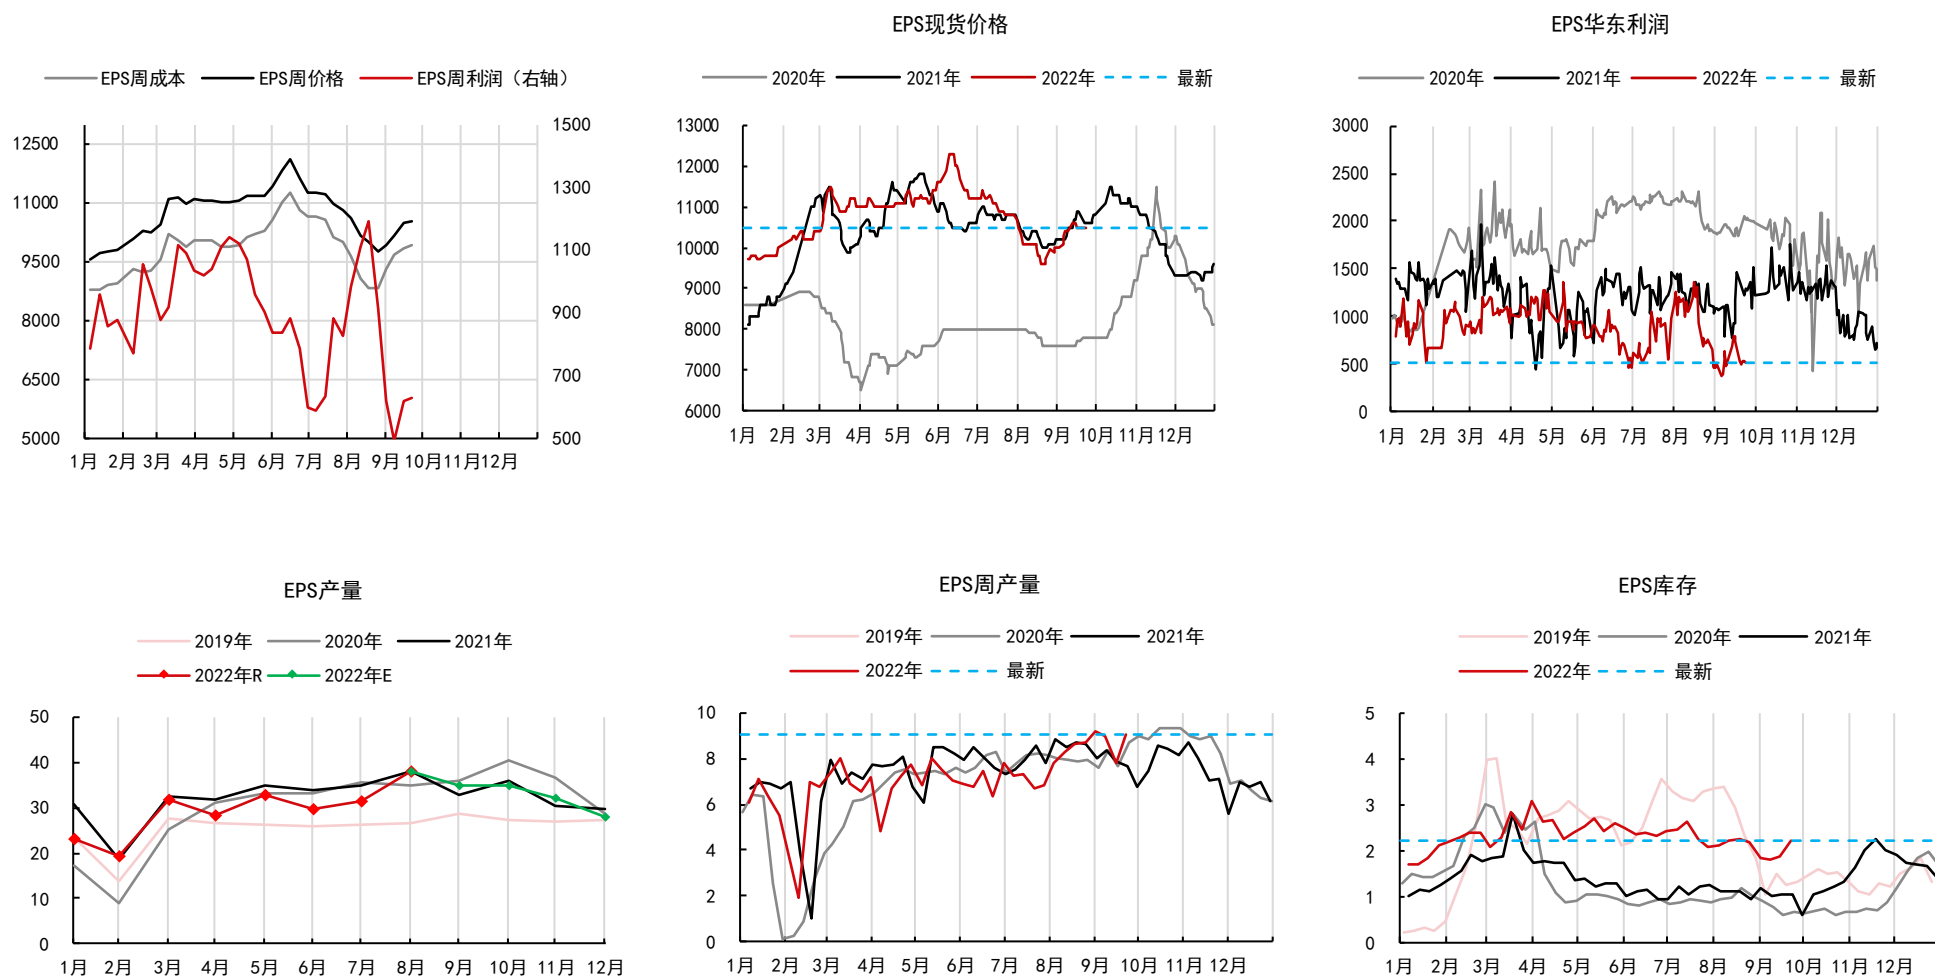 EPS现货价格
EPS华东利润
EPS周成本 EPS周价格 EPS周利润（右轴）
2020年 2021年 2022年 最新
2020年 2021年 2022年 最新
12500
11000
9500
8000
6500
5000
1500
1300
1100
900
700
500
1月 2月 3月 4月 5月 6月 7月 8月 9月 10月 11月 12月
13000
12000
11000
10000
9000
8000
7000
6000
1月 2月 3月 4月 5月 6月 7月 8月 9月 10月 11月 12月
3000
2500
2000
1500
1000
500
0
1月 2月 3月 4月 5月 6月 7月 8月 9月 10月 11月 12月
EPS产量
2019年 2020年 2021年
2022年R 2022年E
50
40
30
20
10
0
1月 2月 3月 4月 5月 6月 7月 8月 9月 10月 11月 12月
EPS周产量
2019年 2020年 2021年
2022年 最新
10
8
6
4
2
0
1月 2月 3月 4月 5月 6月 7月 8月 9月 10月 11月 12月
EPS库存
2019年 2020年 2021年
2022年 最新
5
4
3
2
1
0
1月 2月 3月 4月 5月 6月 7月 8月 9月 10月 11月 12月